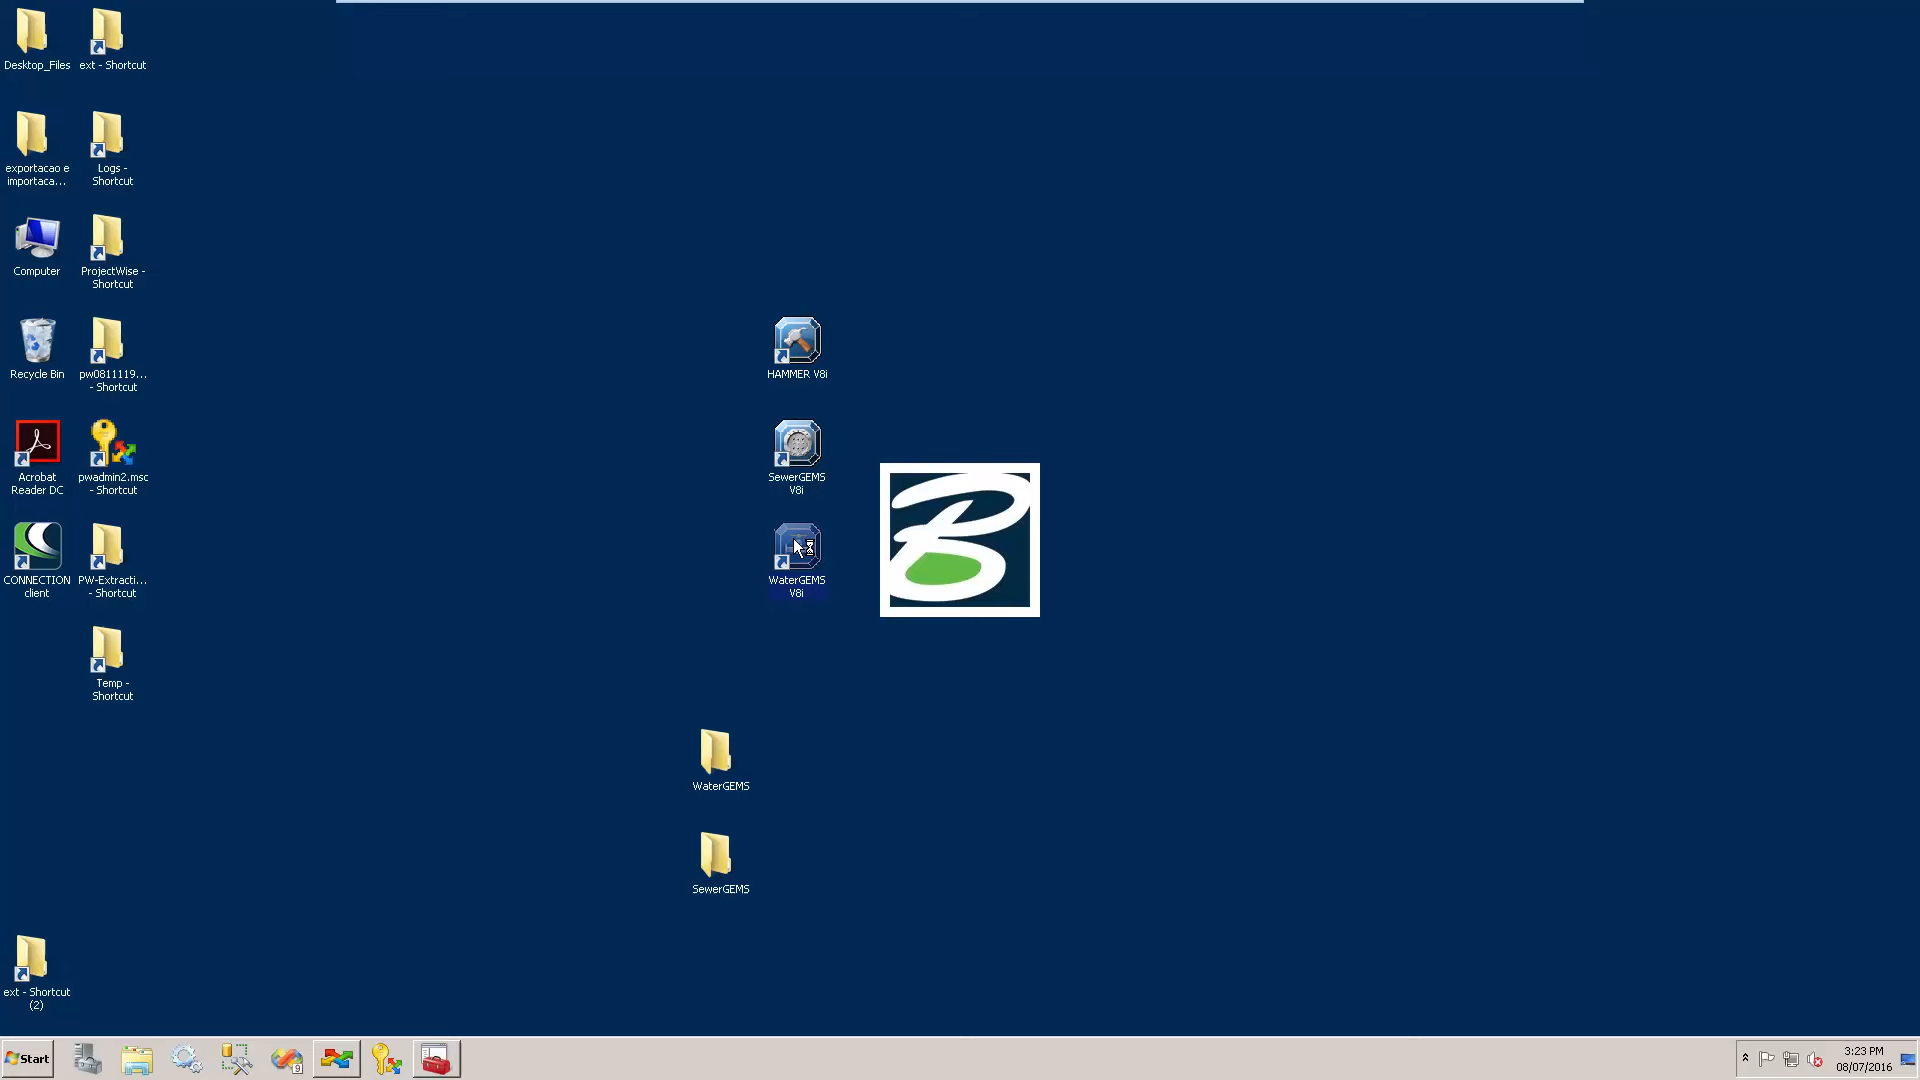 Desktop_Files
ext - Shortcut
exportacao e
importaca...
Logs -
Shortcut
Computer
ProjectWise -
Shortcut
Recycle Bin
pw0811119...
- Shortcut
Acrobat
Reader DC
pwadmin2.msc
- Shortcut
CONNECTION
client
PW-Extracti...
- Shortcut
Temp -
Shortcut
ext - Shortcut
(2)
HAMMER V8i
SewerGEMS
V8i
WaterGEMS
V8i
WaterGEMS
SewerGEMS
B
Start
9
3:23 PM
08/07/2016